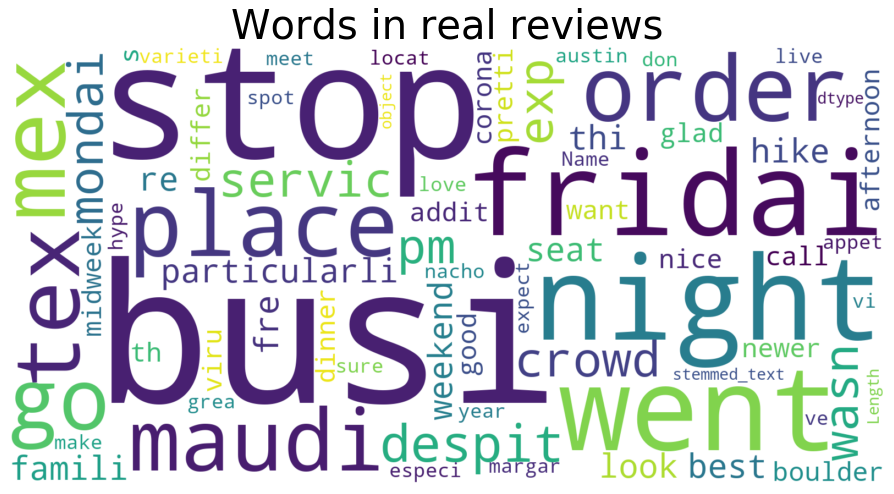 Words in real reviews
s varieti meet locat austin don live
stop order
mex mondai differ spot object corona pretti exp dtype afternoon
thi glad Name hike
re servic love fridai
hype place addit want
tex midweek pm seat nice call appet
particularli nacho expect night vi
busi
th viru fre dinner sure weekend good crowd newer
stemmed_text Length
go grea year went ve wasn
make maudi despit
famili especi margar look best boulder